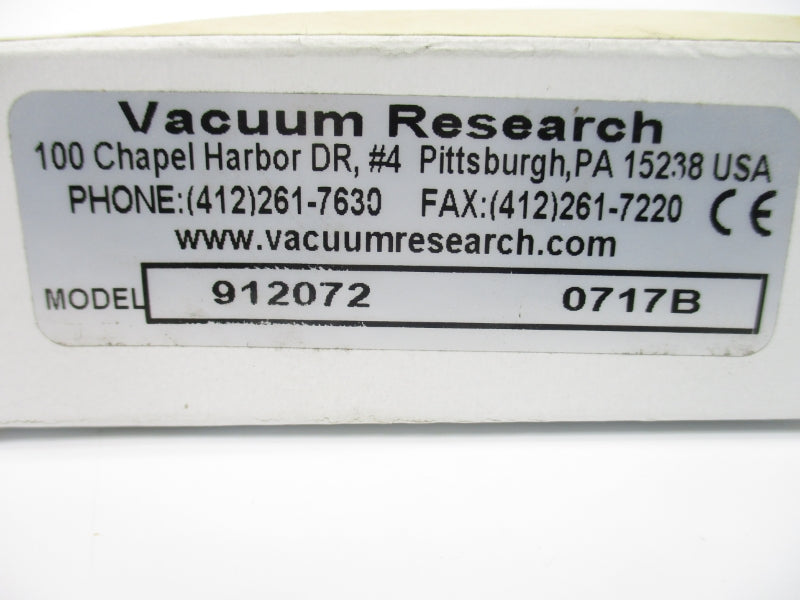 Vacuum Research
100 Chapel Harbor DR, #4 Pittsburgh,PA 15238 USA
PHONE:(412)261-7630 FAX:(412)261-7220 CE
www.vacuumresearch.com
MODEL 912072 0717B